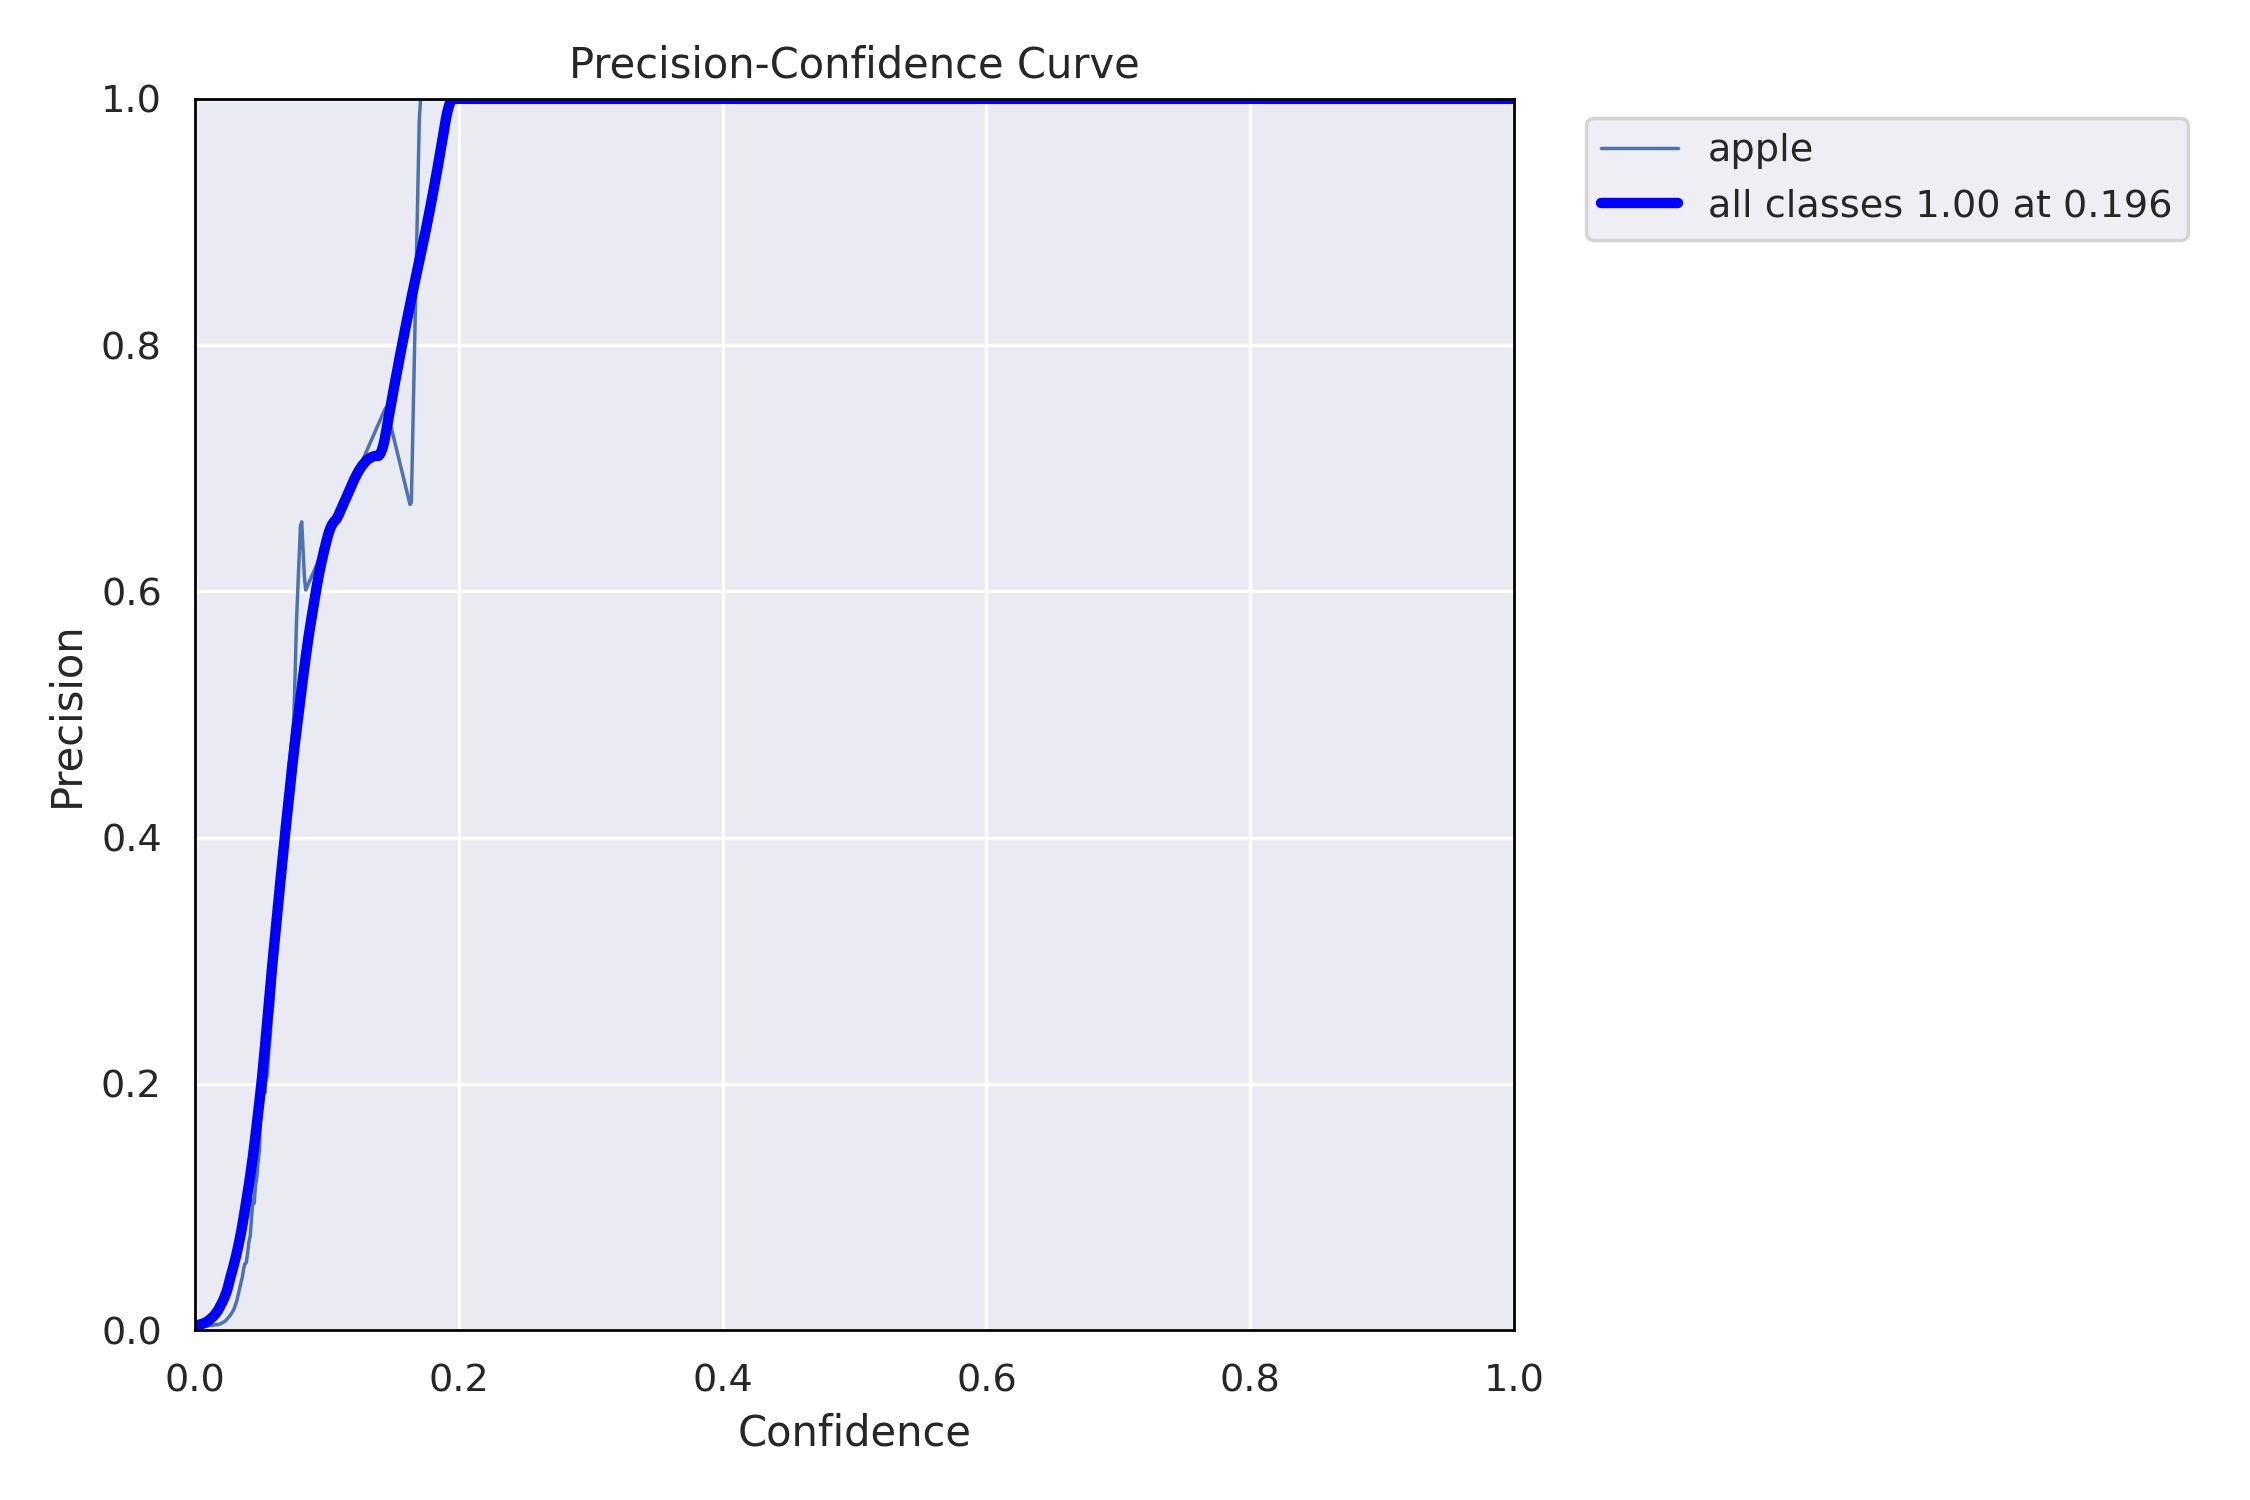 Precision-Confidence Curve
1.0
0.8
0.6
0.4
0.2
0.0
Precision
0.0 0.2 0.4 0.6 0.8 1.0
Confidence
apple
all classes 1.00 at 0.196